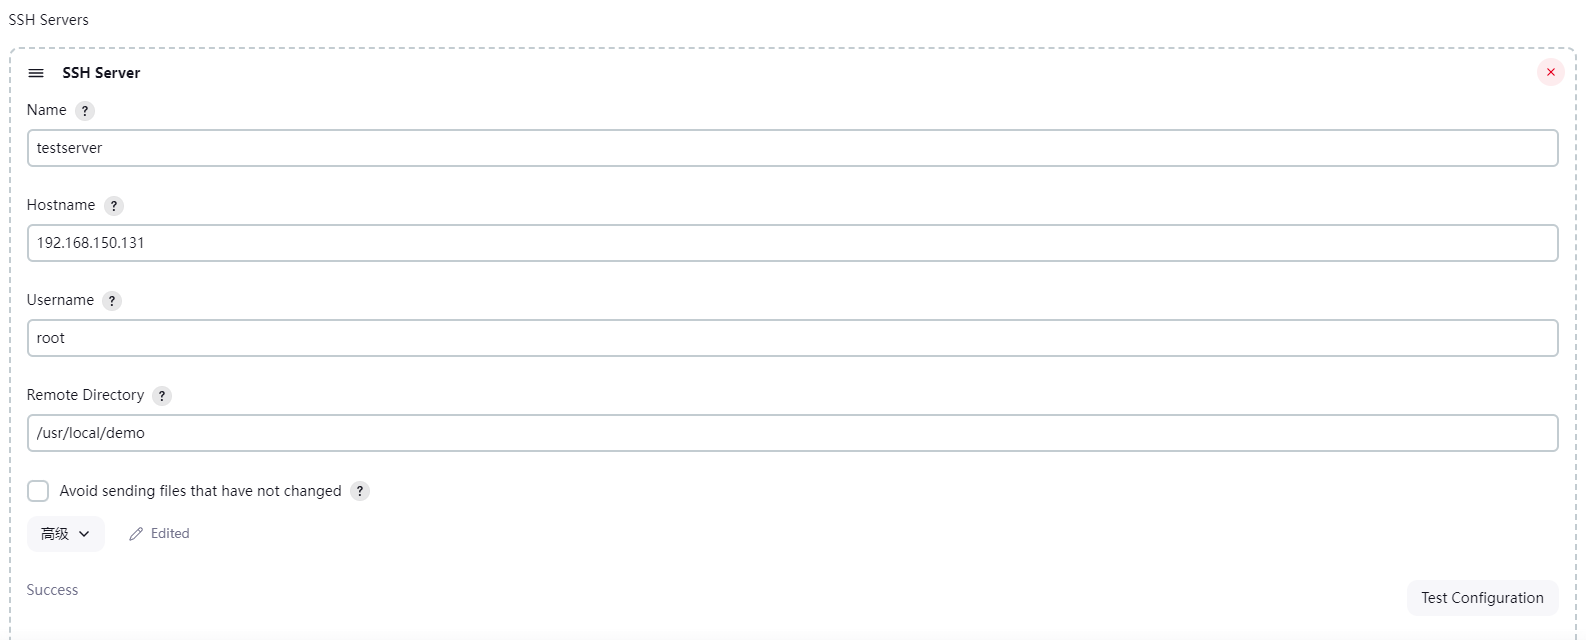 SSH Servers
SSH Server
Name ?
testserver
Hostname ?
192.168.150.131
Username ?
root
Remote Directory ?
/usr/local/demo
Avoid sending files that have not changed ?
高级 Edited
Success
Test Configuration